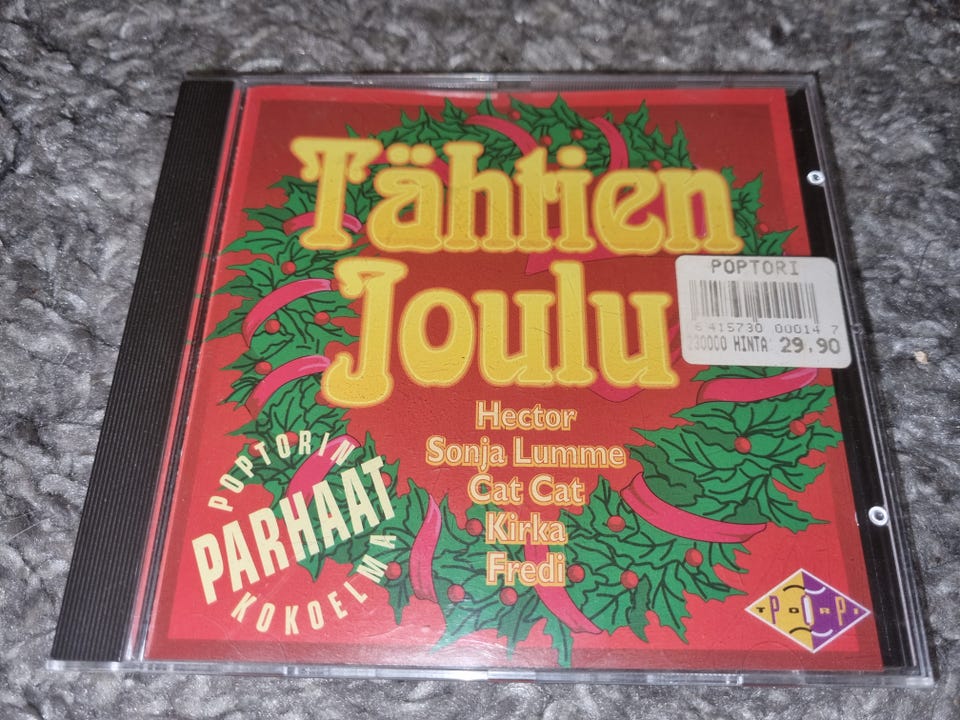 Tähtien
Joulu
POPTORI
6 415730 00014 7
230000 HINTA 29.90
Hector
Sonja Lumme
Cat Cat
Kirka
Fredi
POPTORIN
PARHAAT
KOKOELMA